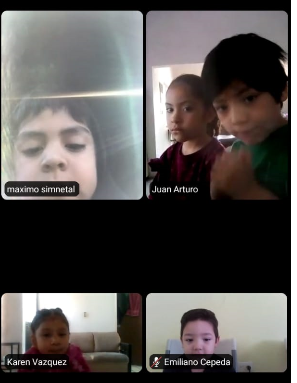 maximo simnetal
Juan Arturo
Karen Vazquez
Emiliano Cepeda